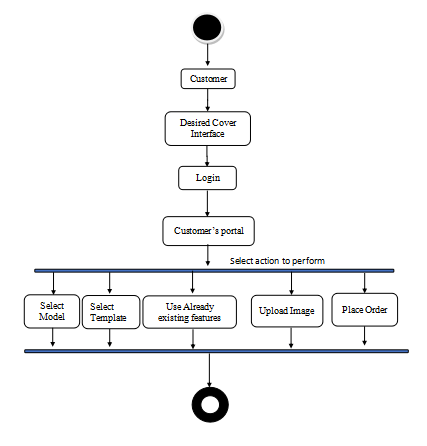 Customer
Desired Cover
Interface
Login
Customer's portal
Select action to perform
Select
Model
Select
Template
Use Already
existing features
Upload Image
Place Order